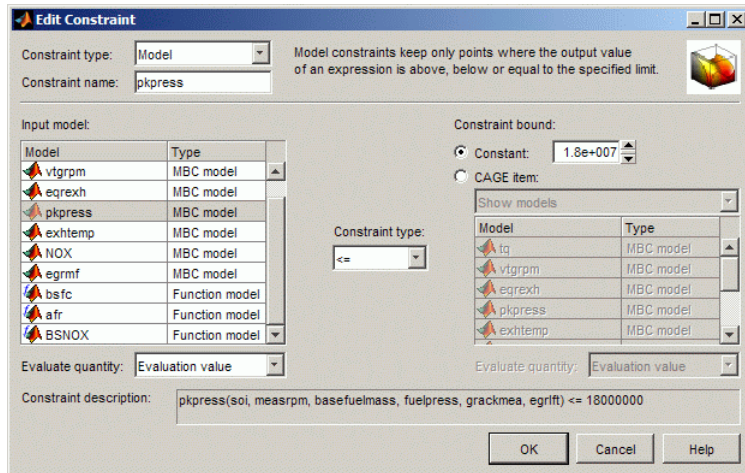 Edit Constraint
Constraint type: Model
Model constraints keep only points where the output value
of an expression is above, below or equal to the specified limit.
Constraint name: pkpress
Input model:
Model Type
vtgrpm MBC model
eqrexh MBC model
pkpress MBC model
exhtemp MBC model
NOX MBC model
egrmf MBC model
bsfc Function model
afr Function model
BSNOX Function model
Evaluate quantity: Evaluation value
Constraint type:
<=
Constraint bound:
Constant: 1.8e+007
CAGE item:
Show models
Model Type
tq MBC model
vtgrpm MBC model
eqrexh MBC model
pkpress MBC model
exhtemp MBC model
Evaluate quantity: Evaluation value
Constraint description: pkpress(soi, measrpm, basefuelmass, fuelpress, grackmea, egrlft) <= 18000000
OK Cancel Help